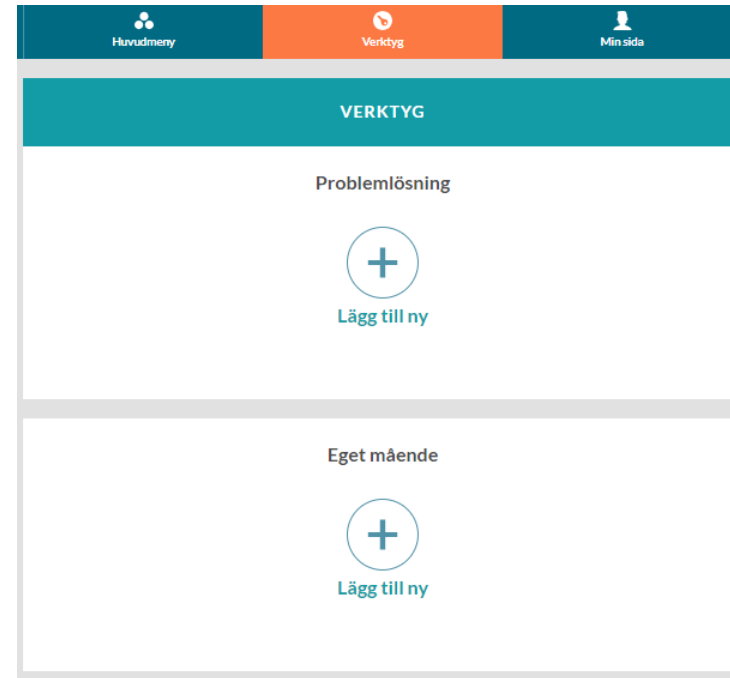 Huvudmeny
Verktyg
Min sida
VERKTYG
Problemlösning
Lägg till ny
Eget mående
Lägg till ny